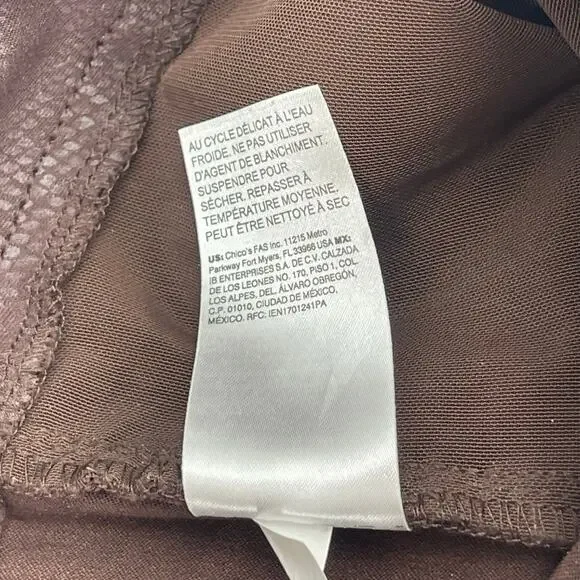 AU CYCLE DÉLICAT À L'EAU
FROIDE. NE PAS UTILISER
D'AGENT DE BLANCHIMENT.
SUSPENDRE POUR
SÉCHER. REPASSER À
TEMPÉRATURE MOYENNE.
PEUT ÊTRE NETTOYÉ À SEC
US: Chico's FAS Inc. 11215 Metro
Parkway Fort Myers, FL 33966 USA MX:
IB ENTERPRISES S.A. DE C.V. CALZADA
DE LOS LEONES NO. 170, PISO 1, COL.
LOS ALPES, DEL. ÁLVARO OBREGÓN,
C.P. 01010, CIUDAD DE MÉXICO,
MÉXICO. RFC: IEN1701241PA